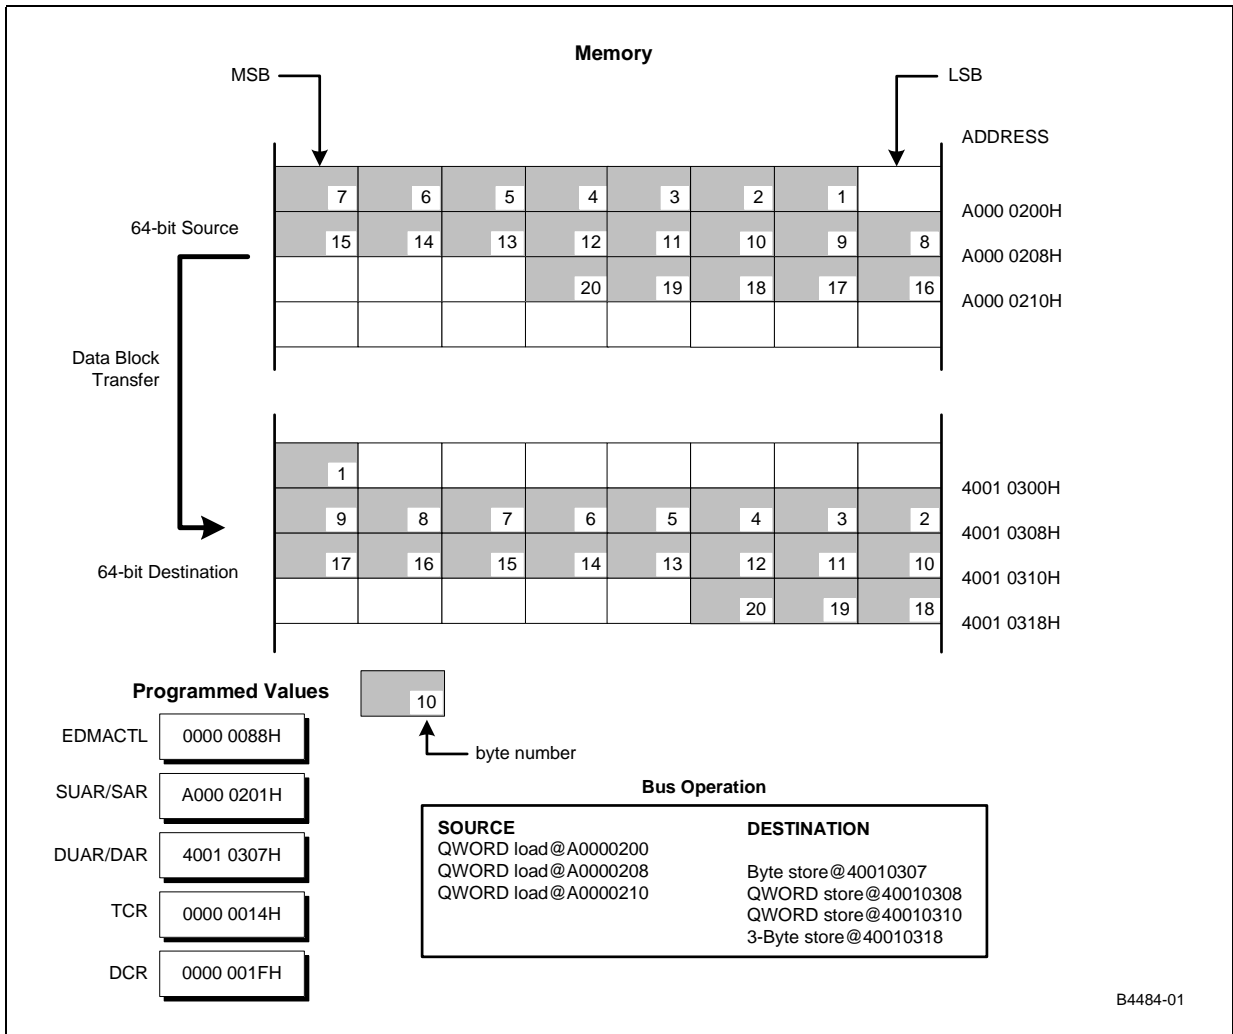 Memory
MSB
LSB
ADDRESS
7 6 5 4 3 2 1
A000 0200H
64-bit Source
15 14 13 12 11 10 9 8
A000 0208H
20 19 18 17 16
A000 0210H
Data Block
Transfer
1
4001 0300H
9 8 7 6 5 4 3 2
4001 0308H
64-bit Destination
17 16 15 14 13 12 11 10
4001 0310H
20 19 18
4001 0318H
Programmed Values
10
byte number
EDMACTL 0000 0088H
SUAR/SAR A000 0201H
DUAR/DAR 4001 0307H
TCR 0000 0014H
DCR 0000 001FH
Bus Operation
SOURCE
QWORD load@A0000200
QWORD load@A0000208
QWORD load@A0000210
DESTINATION
Byte store@40010307
QWORD store@40010308
QWORD store@40010310
3-Byte store@40010318
B4484-01